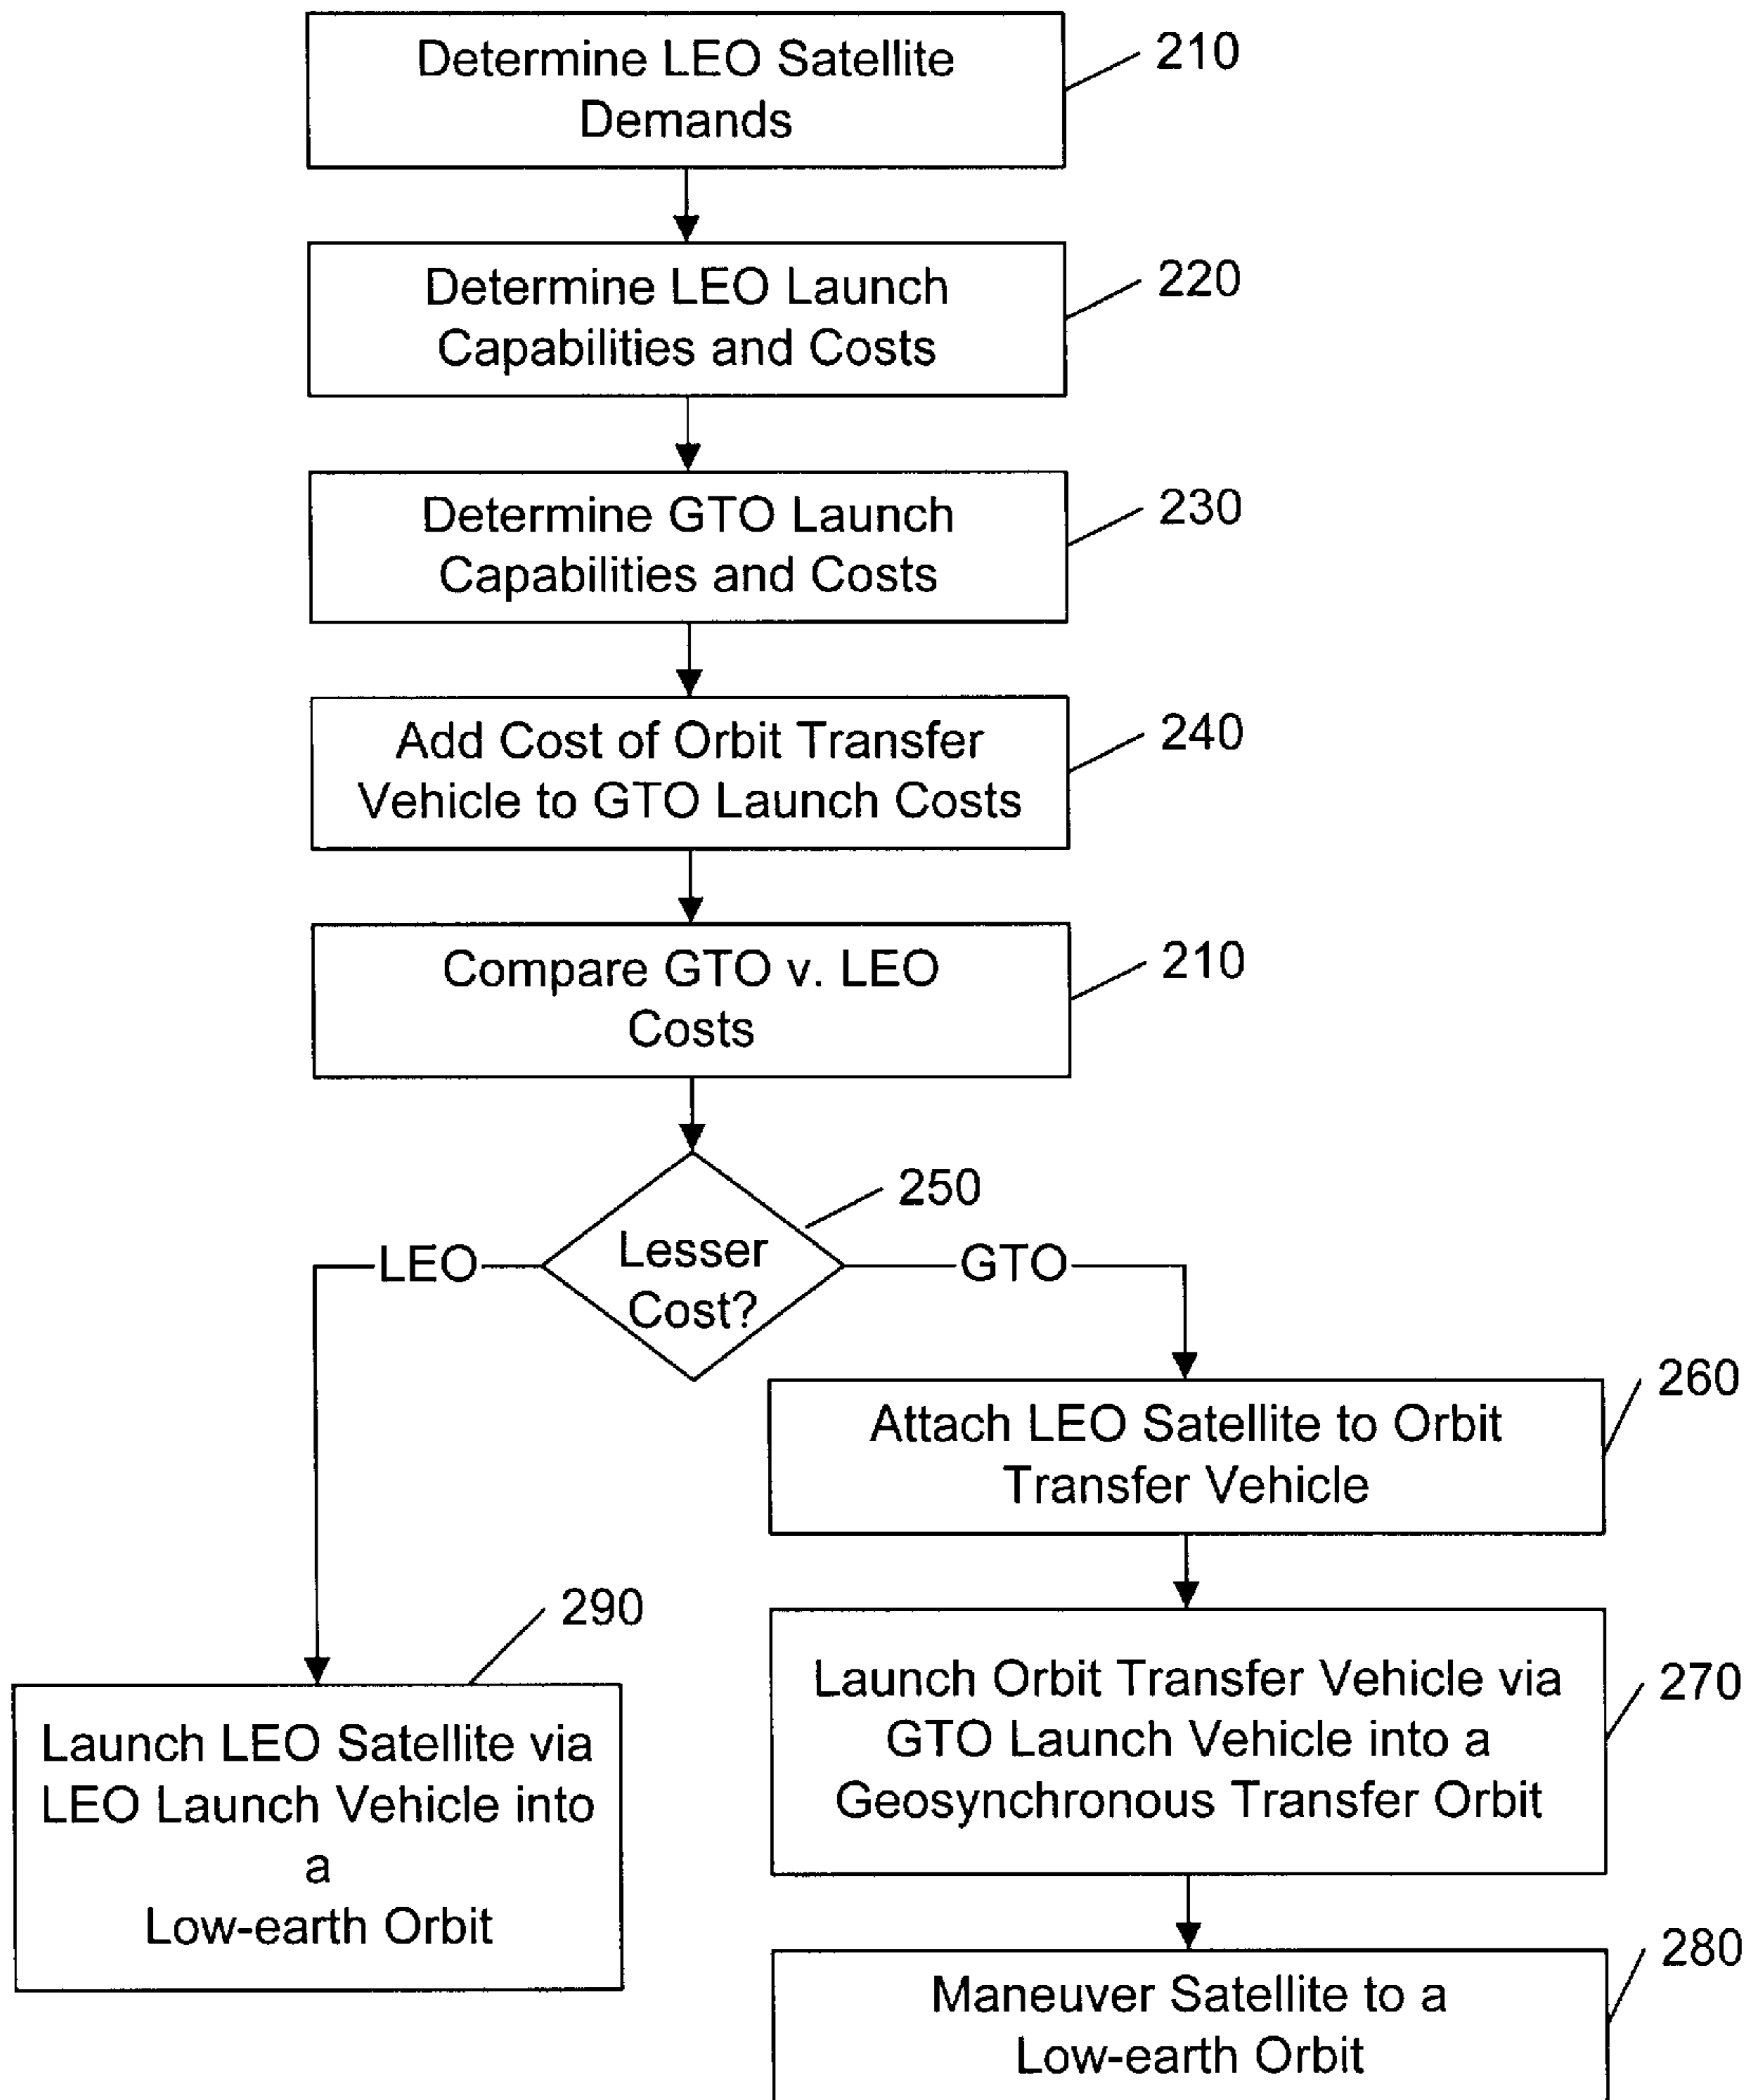 Determine LEO Satellite
Demands
210
Determine LEO Launch
Capabilities and Costs
220
Determine GTO Launch
Capabilities and Costs
230
Add Cost of Orbit Transfer
Vehicle to GTO Launch Costs
240
Compare GTO v. LEO
Costs
210
250
Lesser
Cost?
LEO
GTO
260
Attach LEO Satellite to Orbit
Transfer Vehicle
290
Launch LEO Satellite via
LEO Launch Vehicle into
a
Low-earth Orbit
Launch Orbit Transfer Vehicle via
GTO Launch Vehicle into a
Geosynchronous Transfer Orbit
270
280
Maneuver Satellite to a
Low-earth Orbit